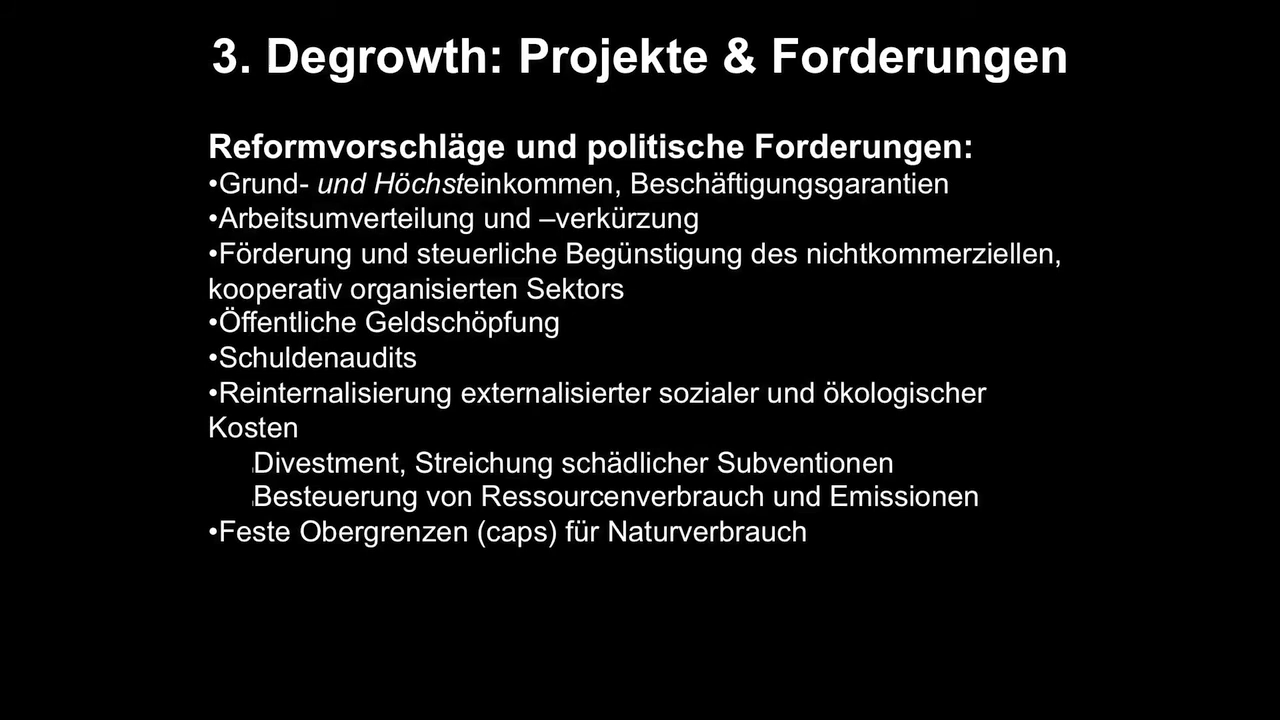 3. Degrowth: Projekte & Forderungen
Reformvorschläge und politische Forderungen:
•Grund- und Höchsteinkommen, Beschäftigungsgarantien
•Arbeitsumverteilung und –verkürzung
•Förderung und steuerliche Begünstigung des nichtkommerziellen,
kooperativ organisierten Sektors
•Öffentliche Geldschöpfung
•Schuldenaudits
•Reinternalisierung externalisierter sozialer und ökologischer
Kosten
Divestment, Streichung schädlicher Subventionen
Besteuerung von Ressourcenverbrauch und Emissionen
•Feste Obergrenzen (caps) für Naturverbrauch